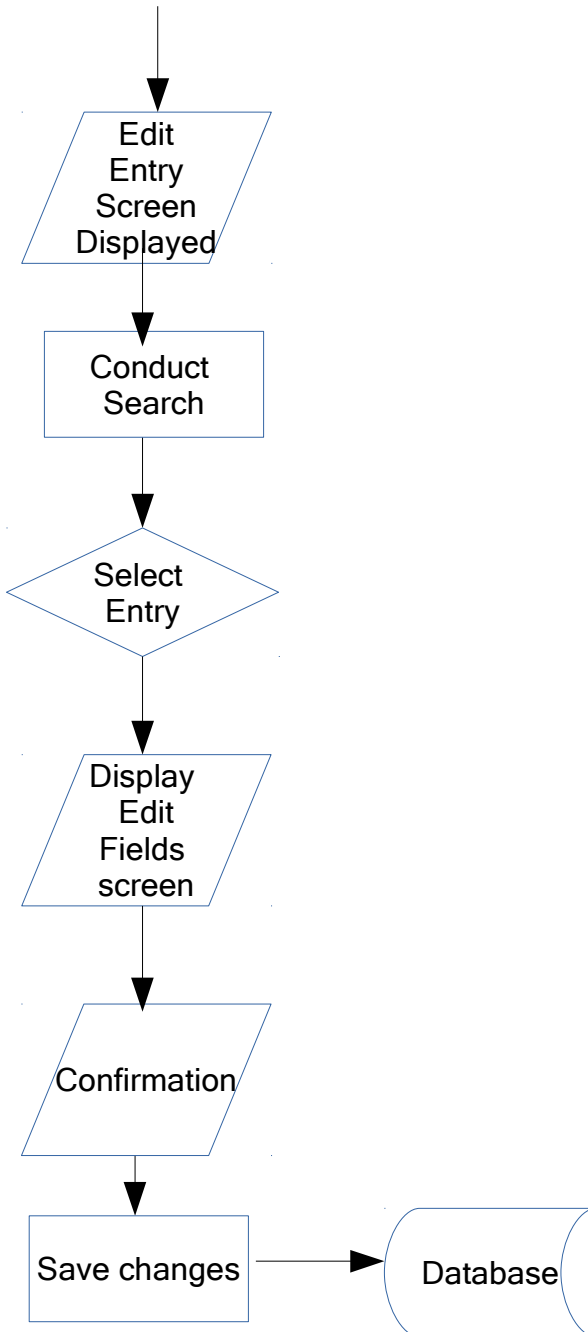 Edit
Entry
Screen
Displayed
Conduct
Search
Select
Entry
Display
Edit
Fields
screen
Confirmation
Save changes
Database